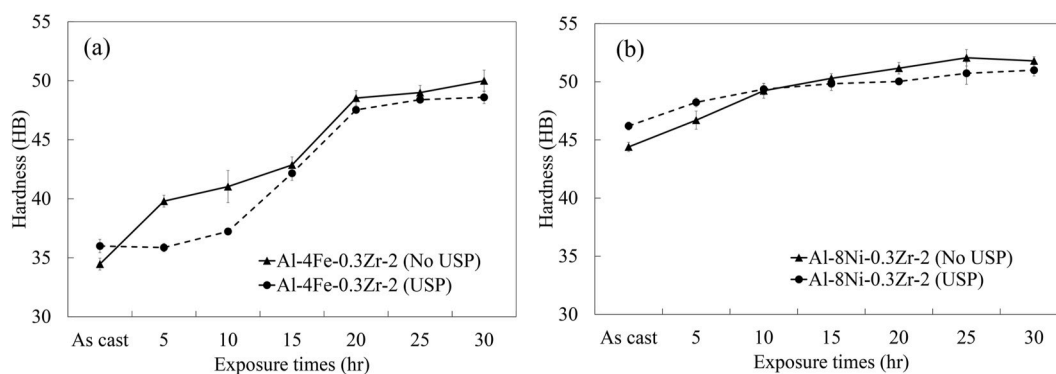 (a)
55
50
45
40
35
30
Hardness (HB)
Al-4Fe-0.3Zr-2 (No USP)
Al-4Fe-0.3Zr-2 (USP)
As cast 5 10 15 20 25 30
Exposure times (hr)
(b)
55
50
45
40
35
30
Hardness (HB)
Al-8Ni-0.3Zr-2 (No USP)
Al-8Ni-0.3Zr-2 (USP)
As cast 5 10 15 20 25 30
Exposure times (hr)